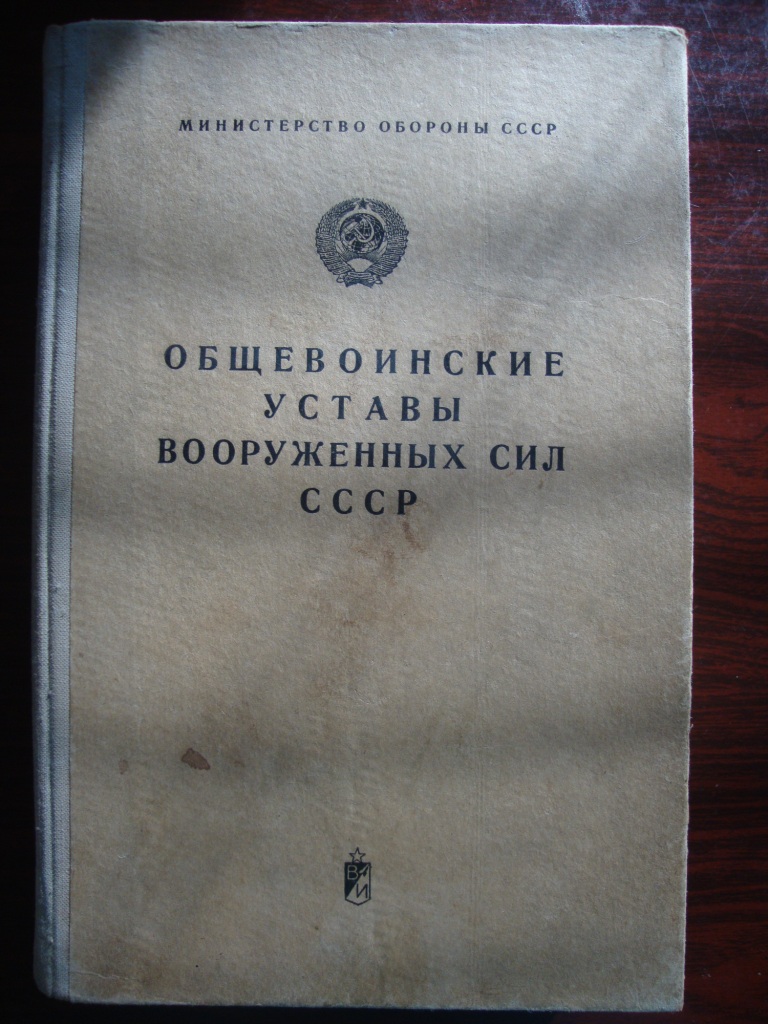 МИНИСТЕРСТВО ОБОРОНЫ СССР
ОБЩЕВОИНСКИЕ
УСТАВЫ
ВООРУЖЕННЫХ СИЛ
СССР
В
И